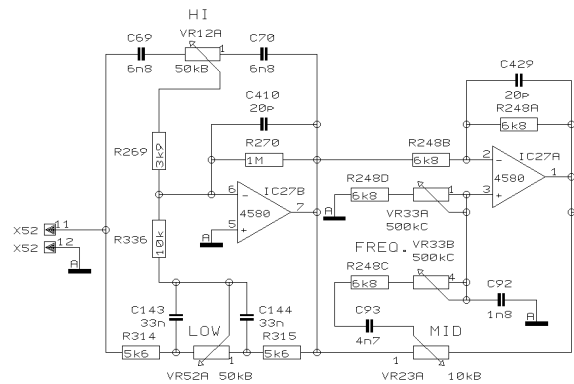 HI
C69
VR12A
C70
1
6n8
50kB
6n8
C429
20p
C410
20p
R248A
6k8
R269
3k9
R270
1M
R248B
6k8
2
IC27A
4580
1
3
R248D
6k8
1
6
IC27B
4580
7
5
A
A
VR33A
500kC
X52 11
X52 12
A
R336
10k
FREQ.
VR33B
500kC
R248C
6k8
4
C92
1n8
A
C143
33n
C144
33n
C93
4n7
R314
5k6
LOW
1
R315
5k6
MID
1
VR52A 50kB
VR23A 10kB